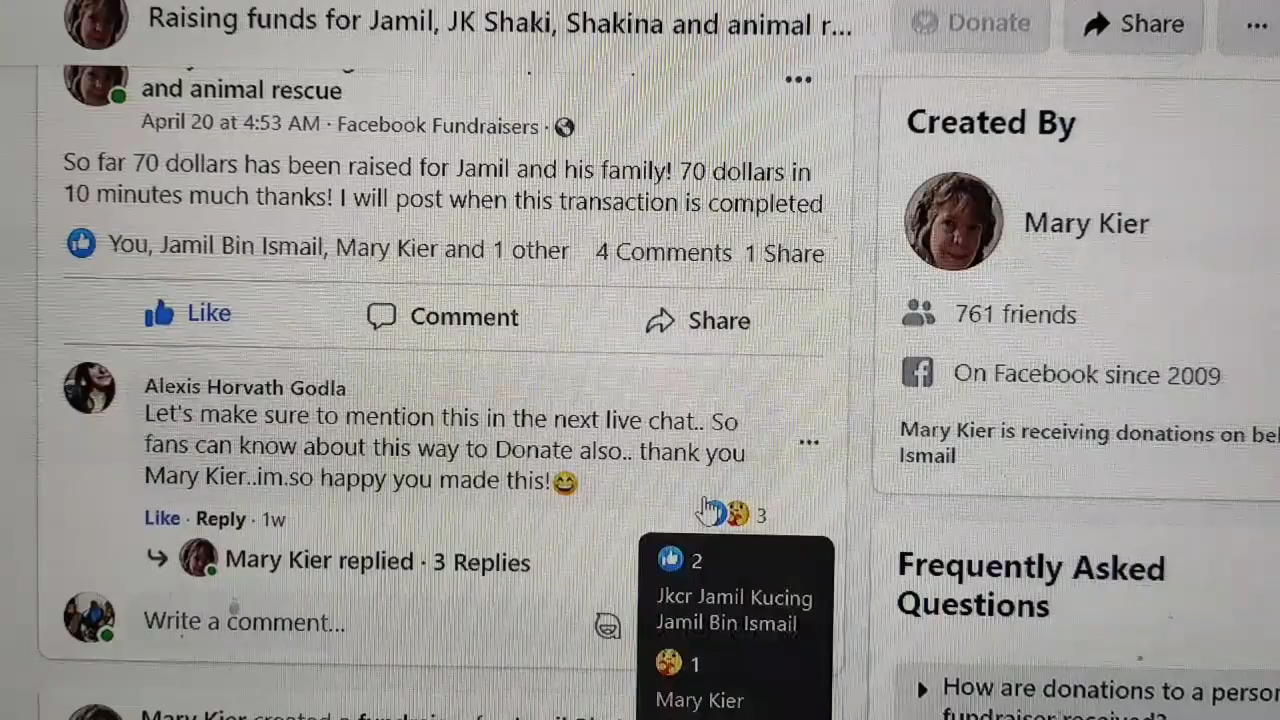 Raising funds for Jamil, JK Shaki, Shakina and animal r...
Donate
Share
and animal rescue
April 20 at 4:53 AM · Facebook Fundraisers ·
So far 70 dollars has been raised for Jamil and his family! 70 dollars in
10 minutes much thanks! I will post when this transaction is completed
You, Jamil Bin Ismail, Mary Kier and 1 other
4 Comments 1 Share
Like
Comment
Share
Alexis Horvath Godla
Let's make sure to mention this in the next live chat.. So
fans can know about this way to Donate also.. thank you
Mary Kier..im.so happy you made this!😄
Like · Reply · 1w
3
Mary Kier replied · 3 Replies
Write a comment...
2
Jkcr Jamil Kucing
Jamil Bin Ismail
1
Mary Kier
Created By
Mary Kier
761 friends
On Facebook since 2009
Mary Kier is receiving donations on bel
Ismail
Frequently Asked
Questions
How are donations to a person